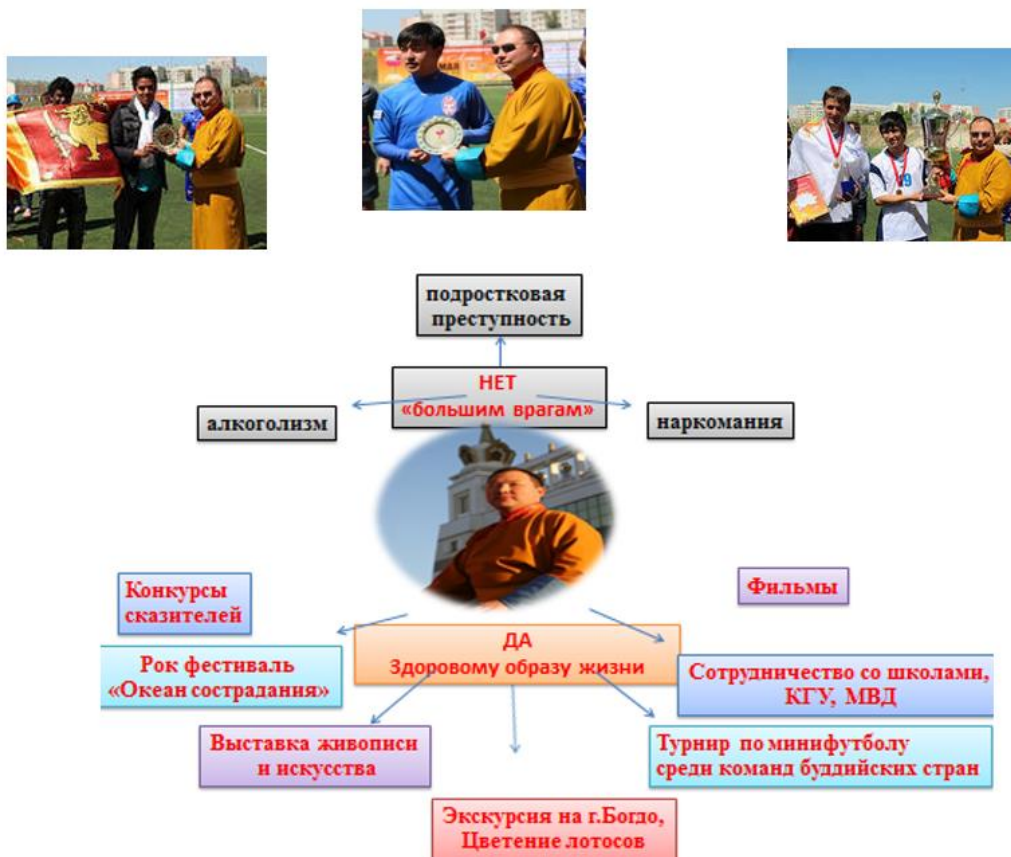 МАЛ
9
подростковая
преступность
НЕТ
«большим врагам»
алкоголизм
наркомания
Конкурсы
сказителей
Фильмы
ДА
Здоровому образу жизни
Рок фестиваль
«Океан сострадания»
Сотрудничество со школами,
КГУ, МВД
Выставка живописи
и искусства
Турнир по минифутболу
среди команд буддийских стран
Экскурсия на г.Богдо,
Цветение лотосов